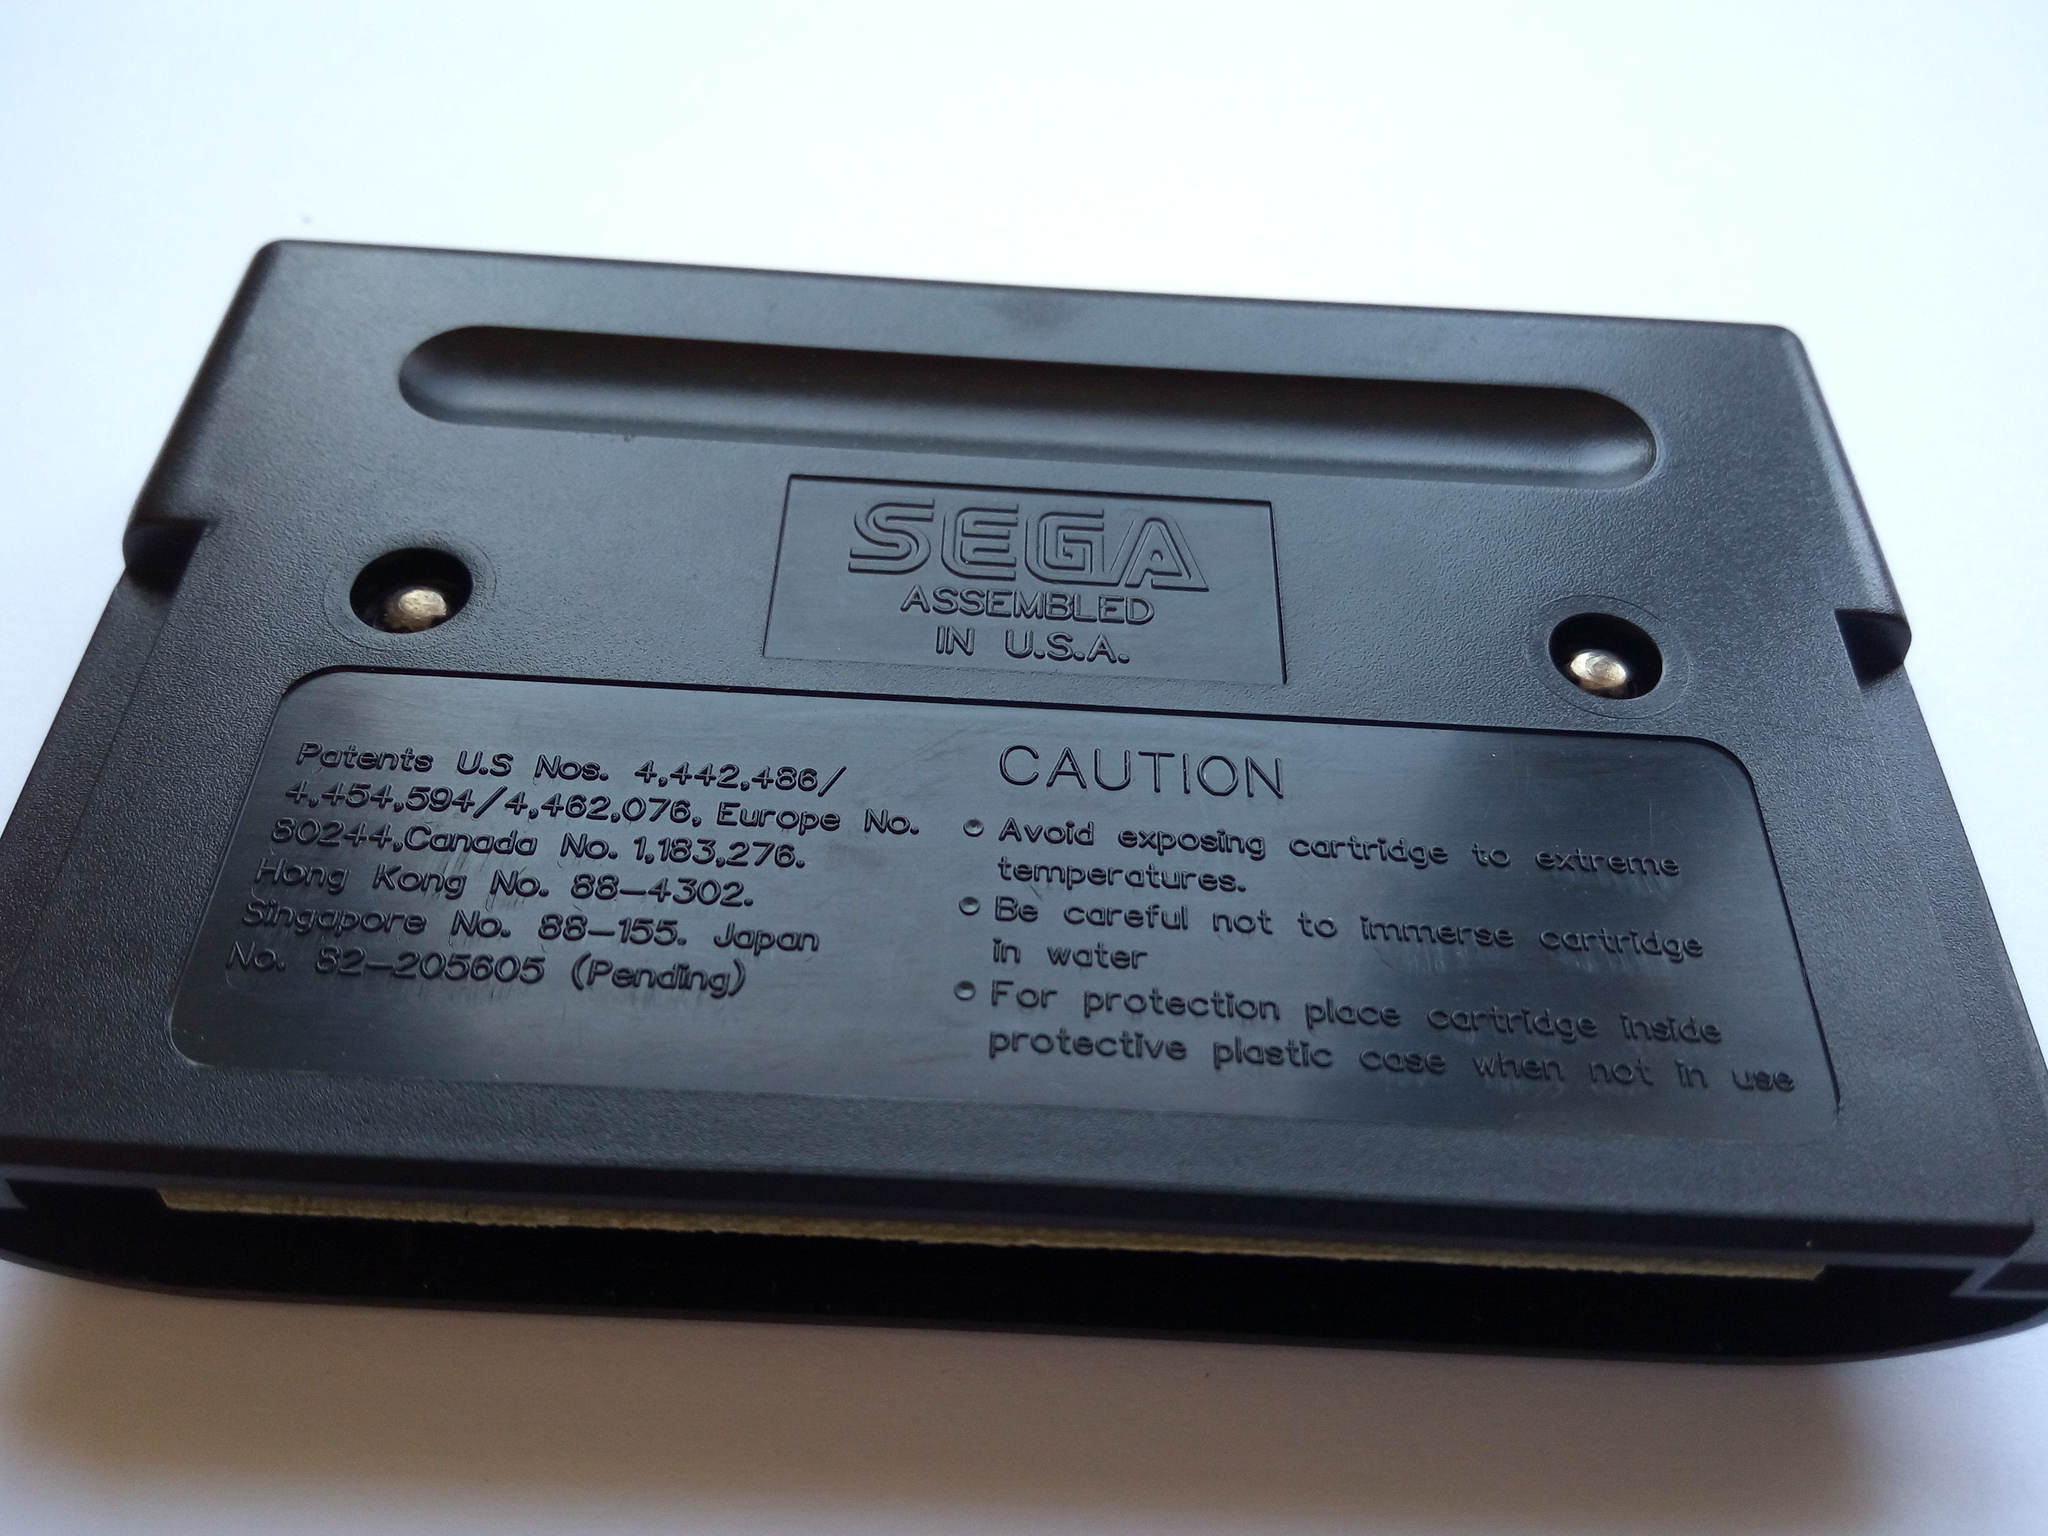 SEGA
ASSEMBLED
IN U.S.A.
Patents U.S Nos. 4,442,486/
4,454,594/4,462,076, Europe No.
80244,Canada No. 1,183,276.
Hong Kong No. 88-4302.
Singapore No. 88-155. Japan
No. 82-205605 (Pending)
CAUTION
• Avoid exposing cartridge to extreme
temperatures.
• Be careful not to immerse cartridge
in water
• For protection place cartridge inside
protective plastic case when not in use